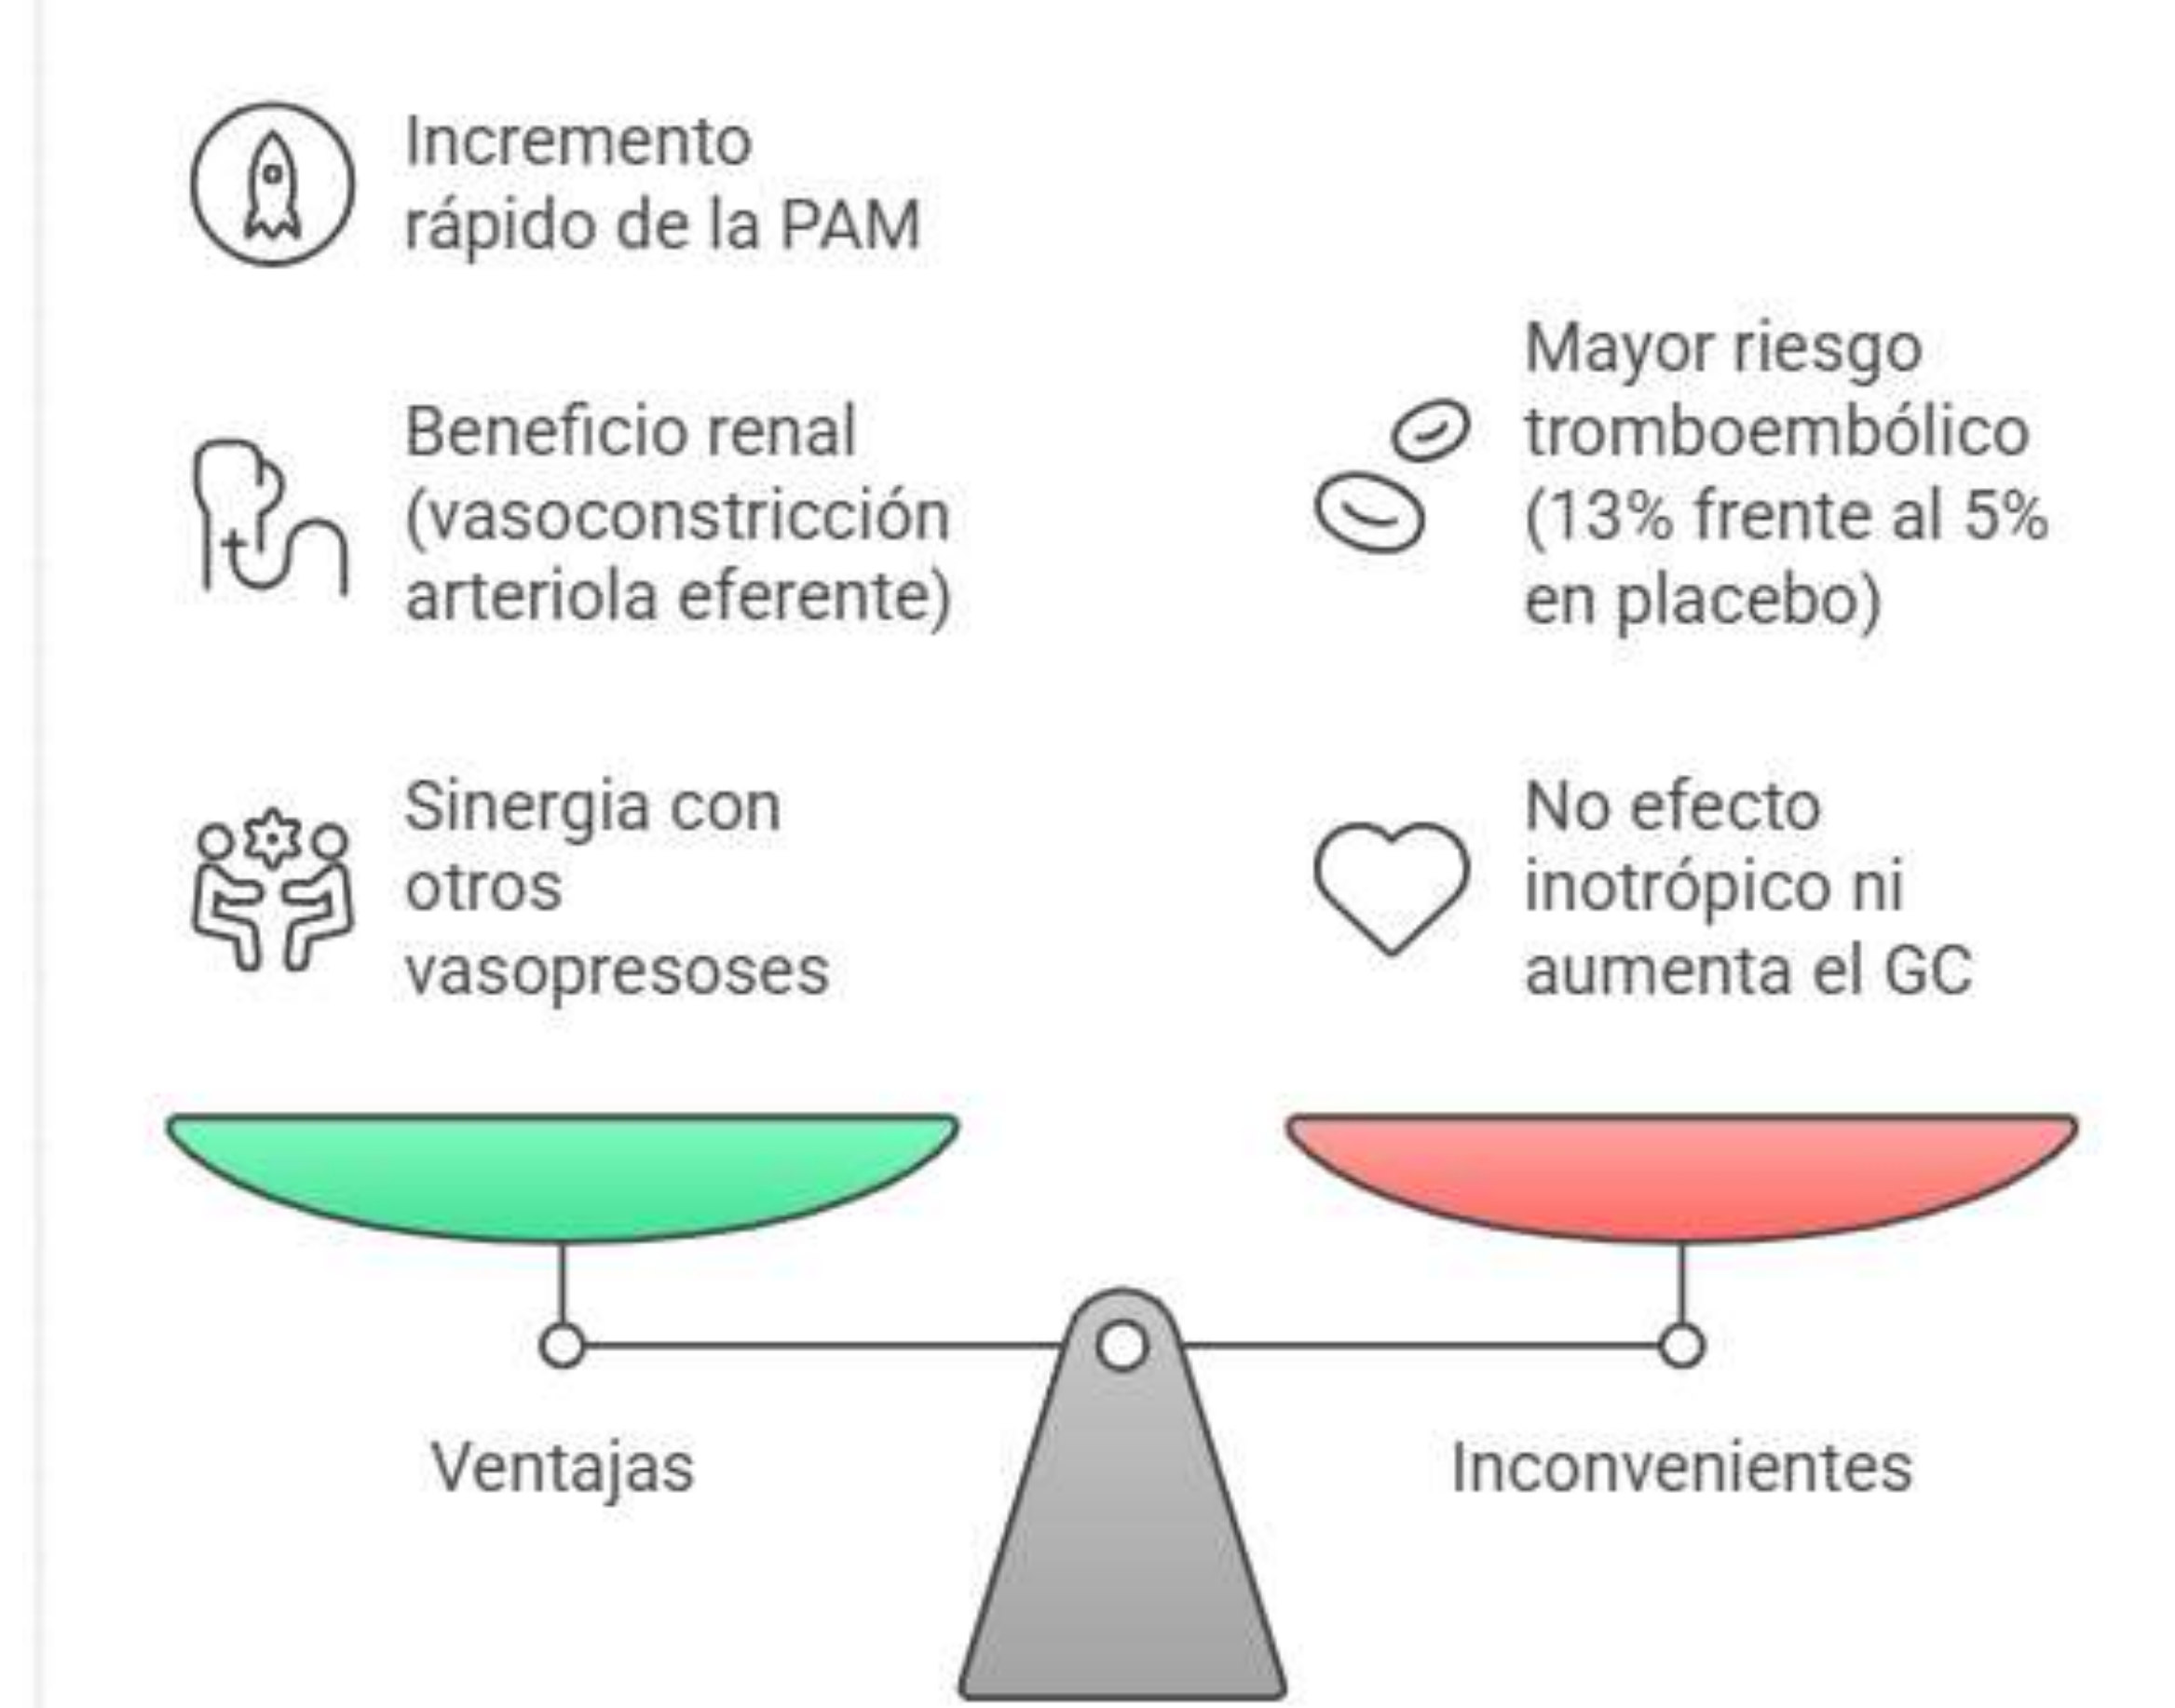 Incremento
rápido de la PAM
Beneficio renal
(vasoconstricción
arteriola eferente)
Sinergia con
otros
vasopresoses
Mayor riesgo
tromboembólico
(13% frente al 5%
en placebo)
No efecto
inotrópico ni
aumenta el GC
Ventajas
Inconvenientes